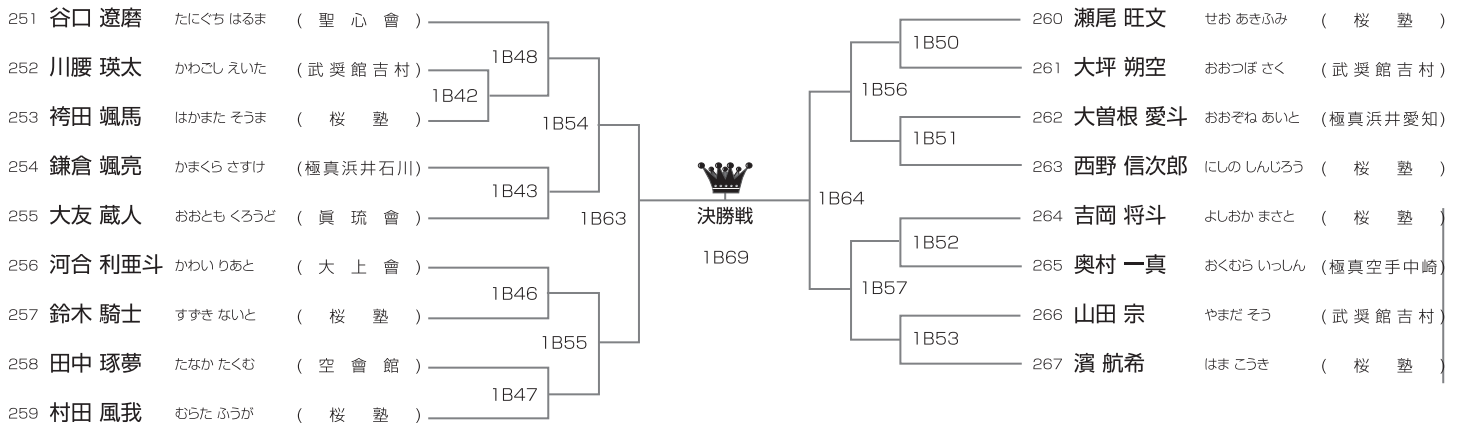 251 谷口 遼磨 たにぐち はるま (聖心會)
252 川腰 瑛太 かわごし えいた (武奨館吉村)
253 袴田 颯馬 はかまた そうま (桜塾)
254 鎌倉 颯亮 かまくら さすけ (極真浜井石川)
255 大友 蔵人 おおとも くろうど (眞琉會)
256 河合 利亜斗 かわい りあと (大上會)
257 鈴木 騎士 すずき ないと (桜塾)
258 田中 琢夢 たなか たくむ (空會館)
259 村田 風我 むらた ふうが (桜塾)
1B48
1B42
1B54
1B43
1B63
1B46
1B55
1B47
決勝戦
1B69
1B50
1B56
1B51
1B64
1B52
1B57
1B53
260 瀬尾 旺文 せお あきふみ (桜塾)
261 大坪 朔空 おおつぼ さく (武奨館吉村)
262 大曽根 愛斗 おおぞね あいと (極真浜井愛知)
263 西野 信次郎 にしの しんじろう (桜塾)
264 吉岡 将斗 よしおか まさと (桜塾)
265 奥村 一真 おくむら いっしん (極真空手中崎)
266 山田 宗 やまだ そう (武奨館吉村)
267 濱 航希 はま こうき (桜塾)